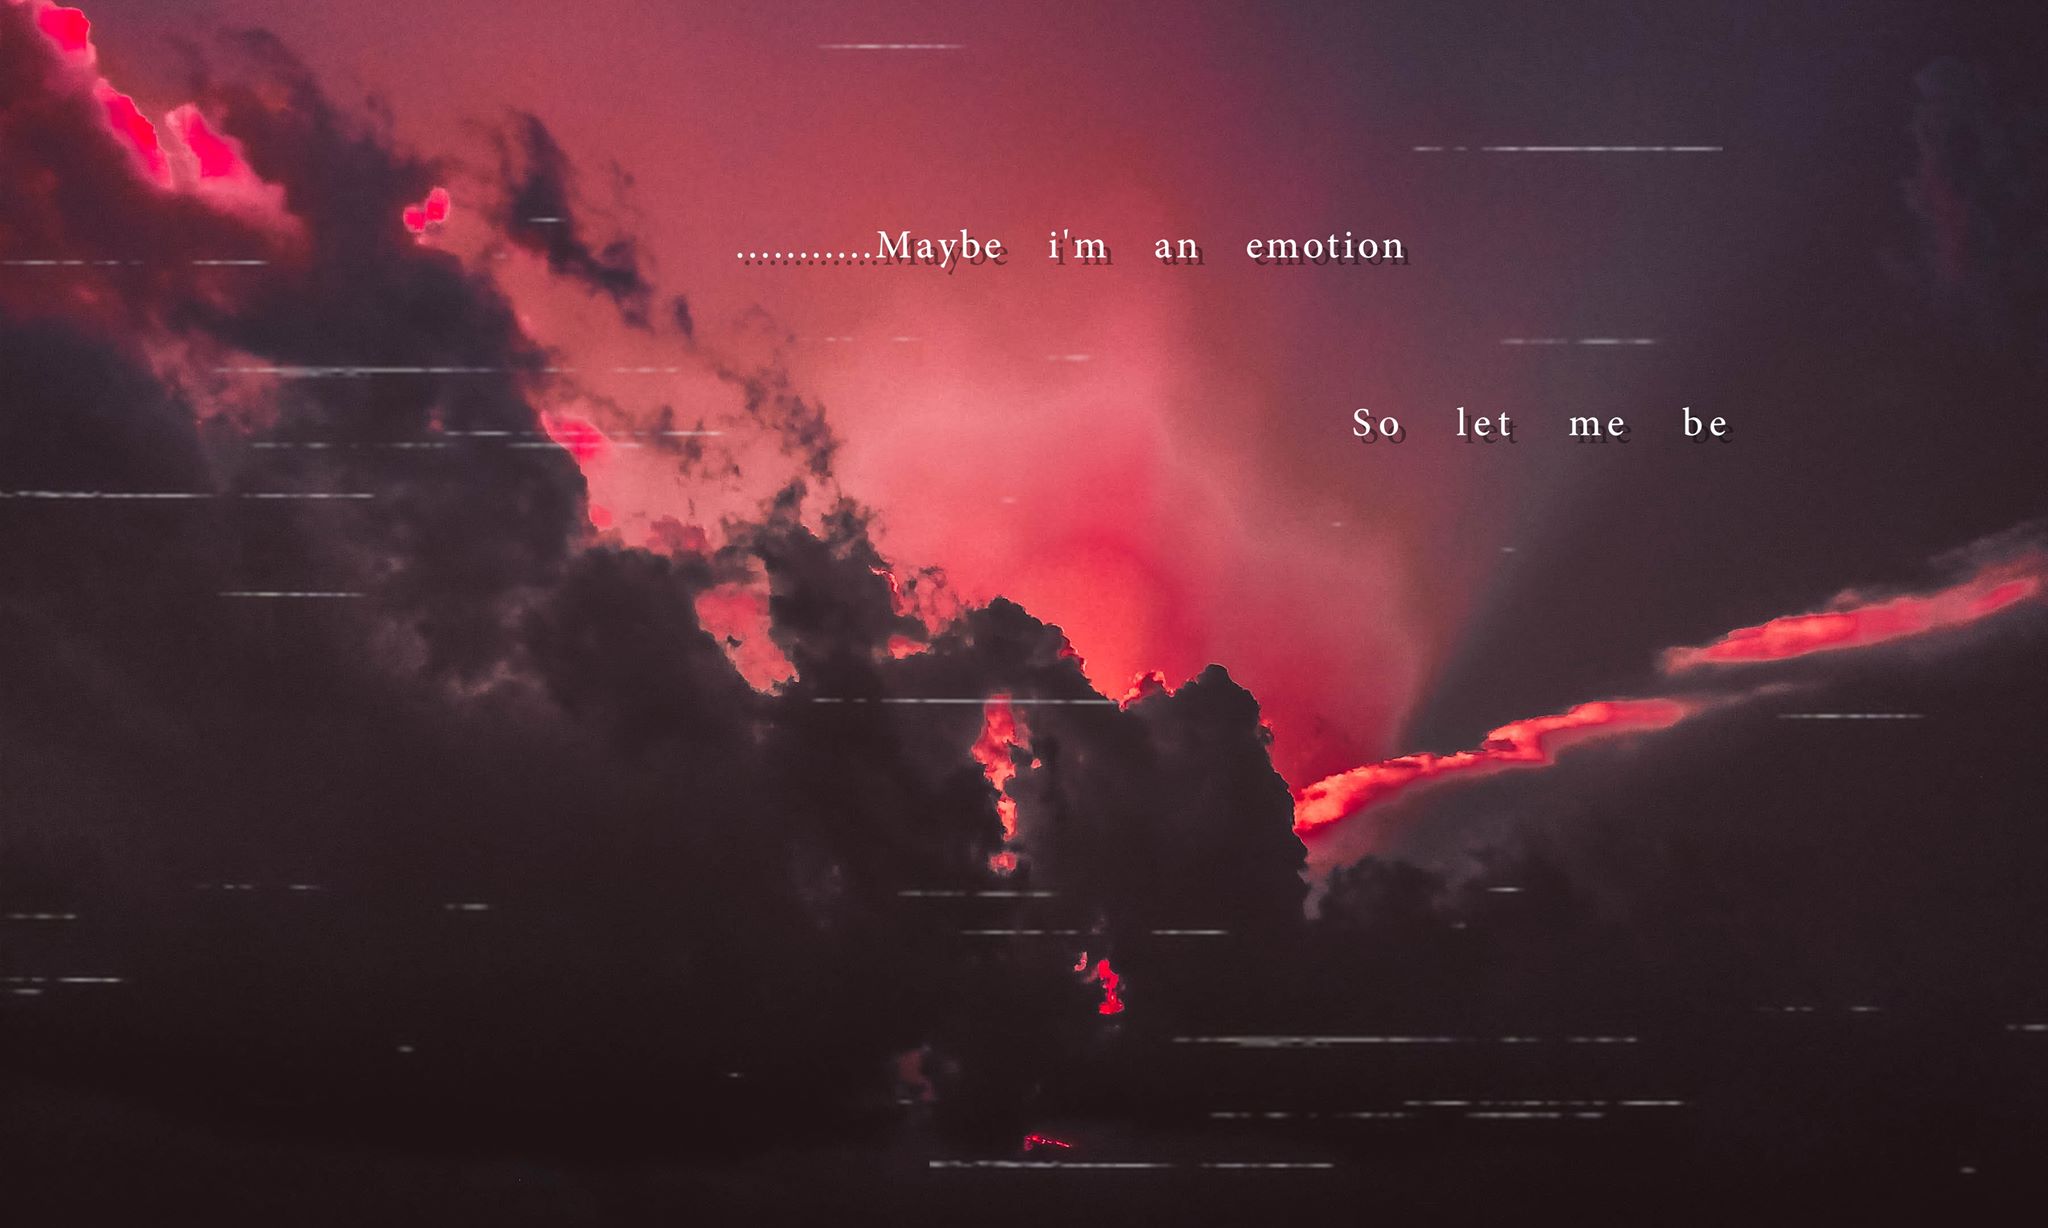 ............Maybe i'm an emotion
So let me be